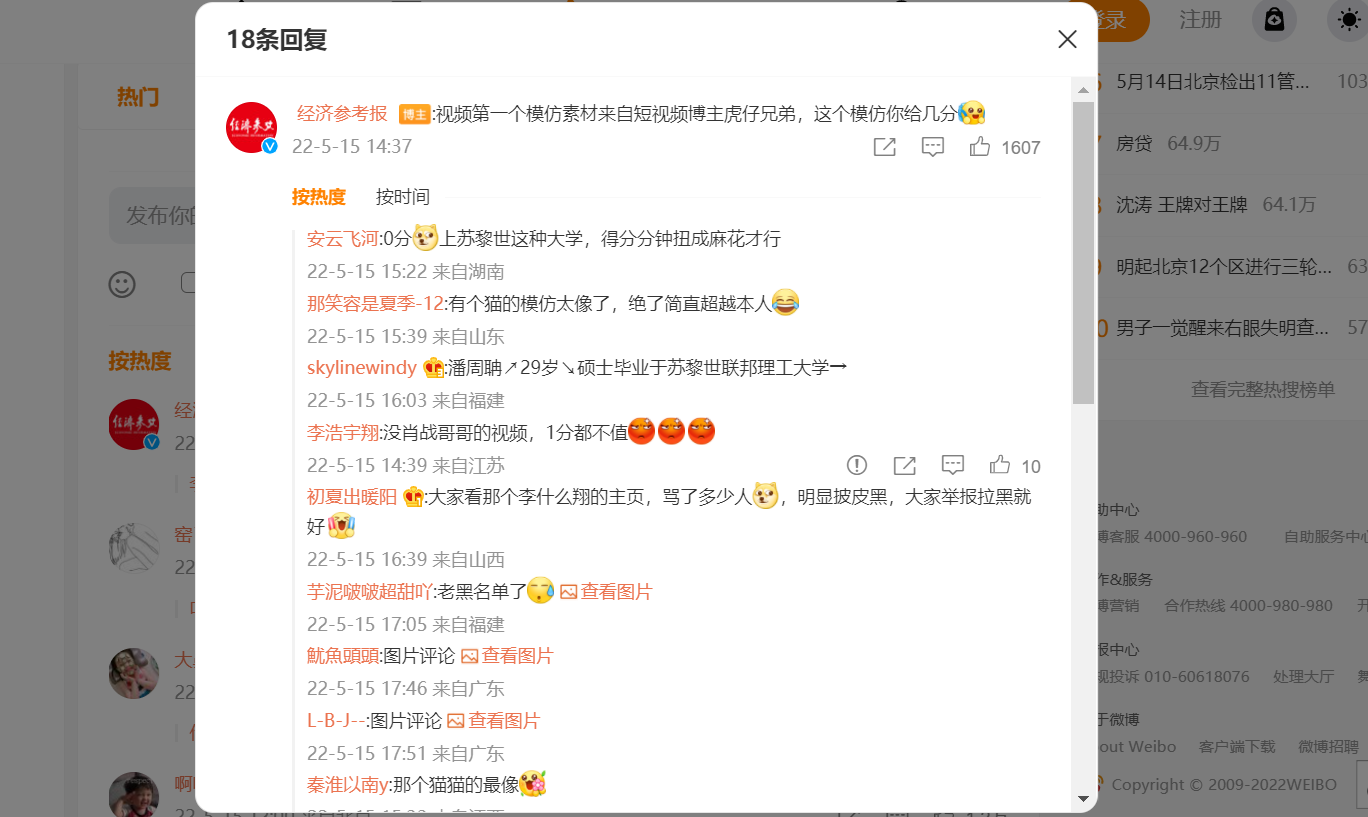 18条回复
登录
注册
热门
经济参考报 博主:视频第一个模仿素材来自短视频博主虎仔兄弟，这个模仿你给几分
22-5-15 14:37
1607
按热度 按时间
安云飞河:0分上苏黎世这种大学，得分分钟扭成麻花才行
22-5-15 15:22 来自湖南
那笑容是夏季-12:有个猫的模仿太像了，绝了简直超越本人
22-5-15 15:39 来自山东
skylinewindy:潘周聃↗29岁↘硕士毕业于苏黎世联邦理工大学→
22-5-15 16:03 来自福建
李浩宇翔:没肖战哥哥的视频，1分都不值
22-5-15 14:39 来自江苏
10
初夏出暖阳:大家看那个李什么翔的主页，骂了多少人，明显披皮黑，大家举报拉黑就
好
22-5-15 16:39 来自山西
芋泥啵啵超甜吖:老黑名单了 查看图片
22-5-15 17:05 来自福建
魷魚頭頭:图片评论 查看图片
22-5-15 17:46 来自广东
L-B-J--:图片评论 查看图片
22-5-15 17:51 来自广东
秦淮以南y:那个猫猫的最像
发布你的
按热度
经济
22
窑
22
大
22
啊
5月14日北京检出11管... 103
房贷 64.9万
沈涛 王牌对王牌 64.1万
明起北京12个区进行三轮... 63
男子一觉醒来右眼失明查... 57
查看完整热搜榜单
助中心
博客服 4000-960-960 自助服务中心
作&服务
博营销 合作热线 4000-980-980 开
报中心
规投诉 010-60618076 处理大厅 舞
于微博
out Weibo 客户端下载 微博招聘
Copyright © 2009-2022WEIBO